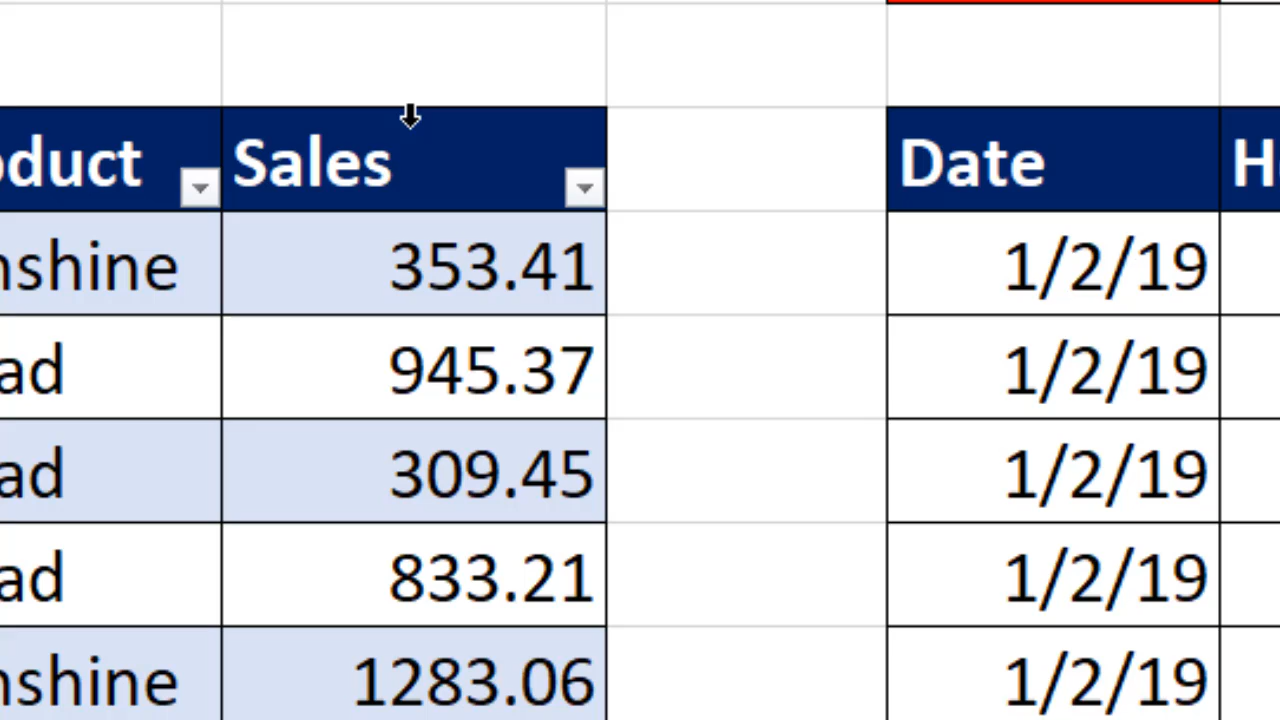 oduct Sales Date H
nshine 353.41 1/2/19
ad 945.37 1/2/19
ad 309.45 1/2/19
ad 833.21 1/2/19
nshine 1283.06 1/2/19